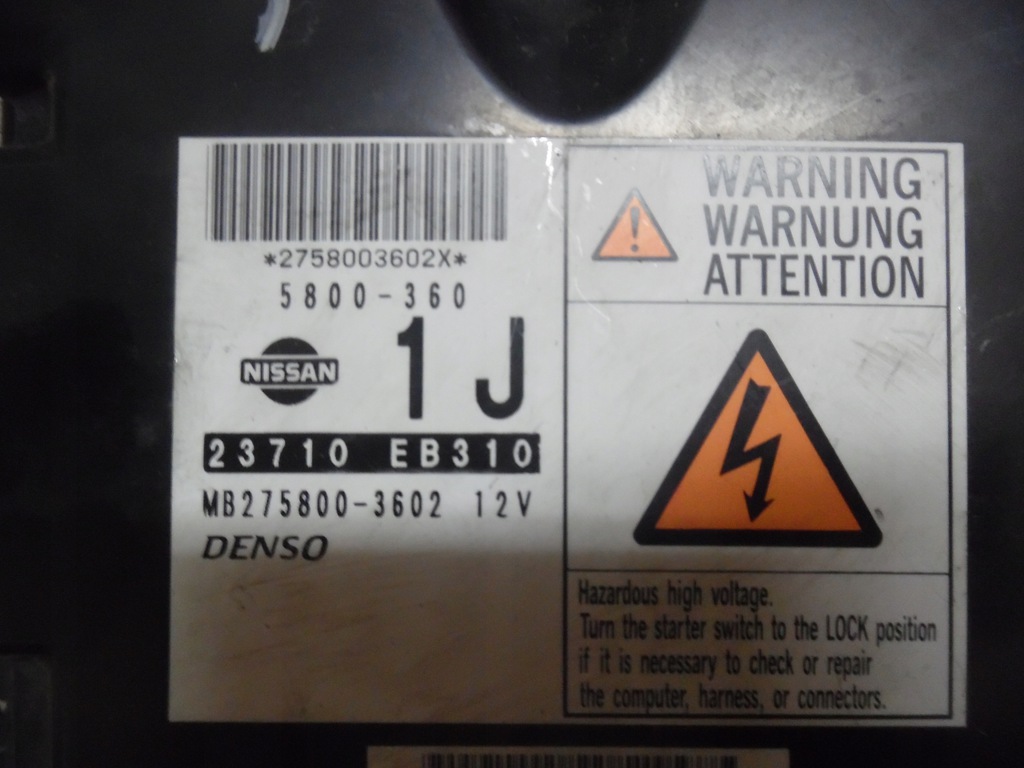 *2758003602X*
5800-360
NISSAN
1J
23710 EB310
MB275800-3602 12V
DENSO
WARNING
WARNUNG
ATTENTION
Hazardous high voltage.
Turn the starter switch to the LOCK position
if it is necessary to check or repair
the computer, harness, or connectors.